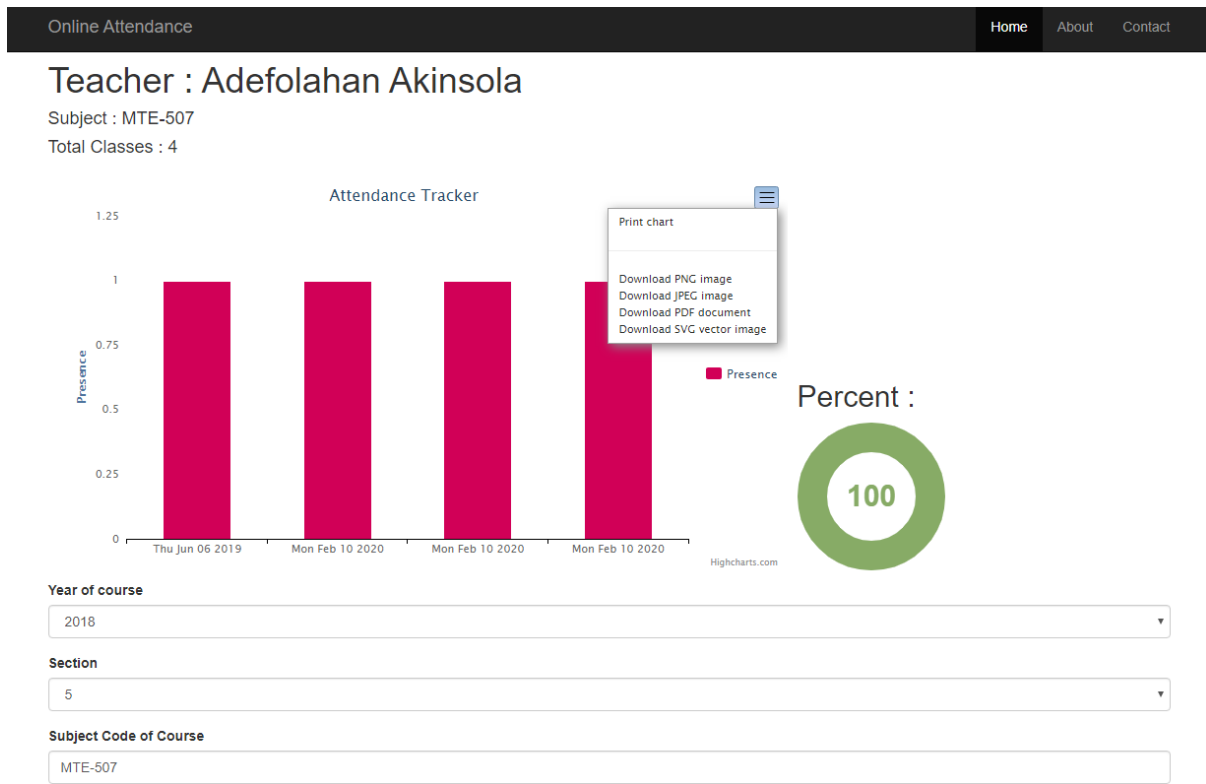 Online Attendance Home About Contact
Teacher : Adefolahan Akinsola
Subject : MTE-507
Total Classes : 4
Attendance Tracker
Print chart
Download PNG image
Download JPEG image
Download PDF document
Download SVG vector image
1.25
1
0.75
0.5
0.25
0
Presence
Thu Jun 06 2019 Mon Feb 10 2020 Mon Feb 10 2020 Mon Feb 10 2020
Presence
Highcharts.com
Percent :
100
Year of course
2018
Section
5
Subject Code of Course
MTE-507